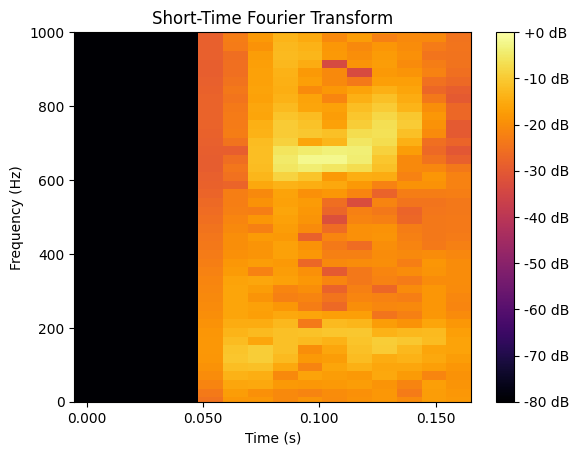 Short-Time Fourier Transform
1000
800
600
400
200
0
Frequency (Hz)
0.000
0.050
0.100
0.150
Time (s)
+0 dB
-10 dB
-20 dB
-30 dB
-40 dB
-50 dB
-60 dB
-70 dB
-80 dB